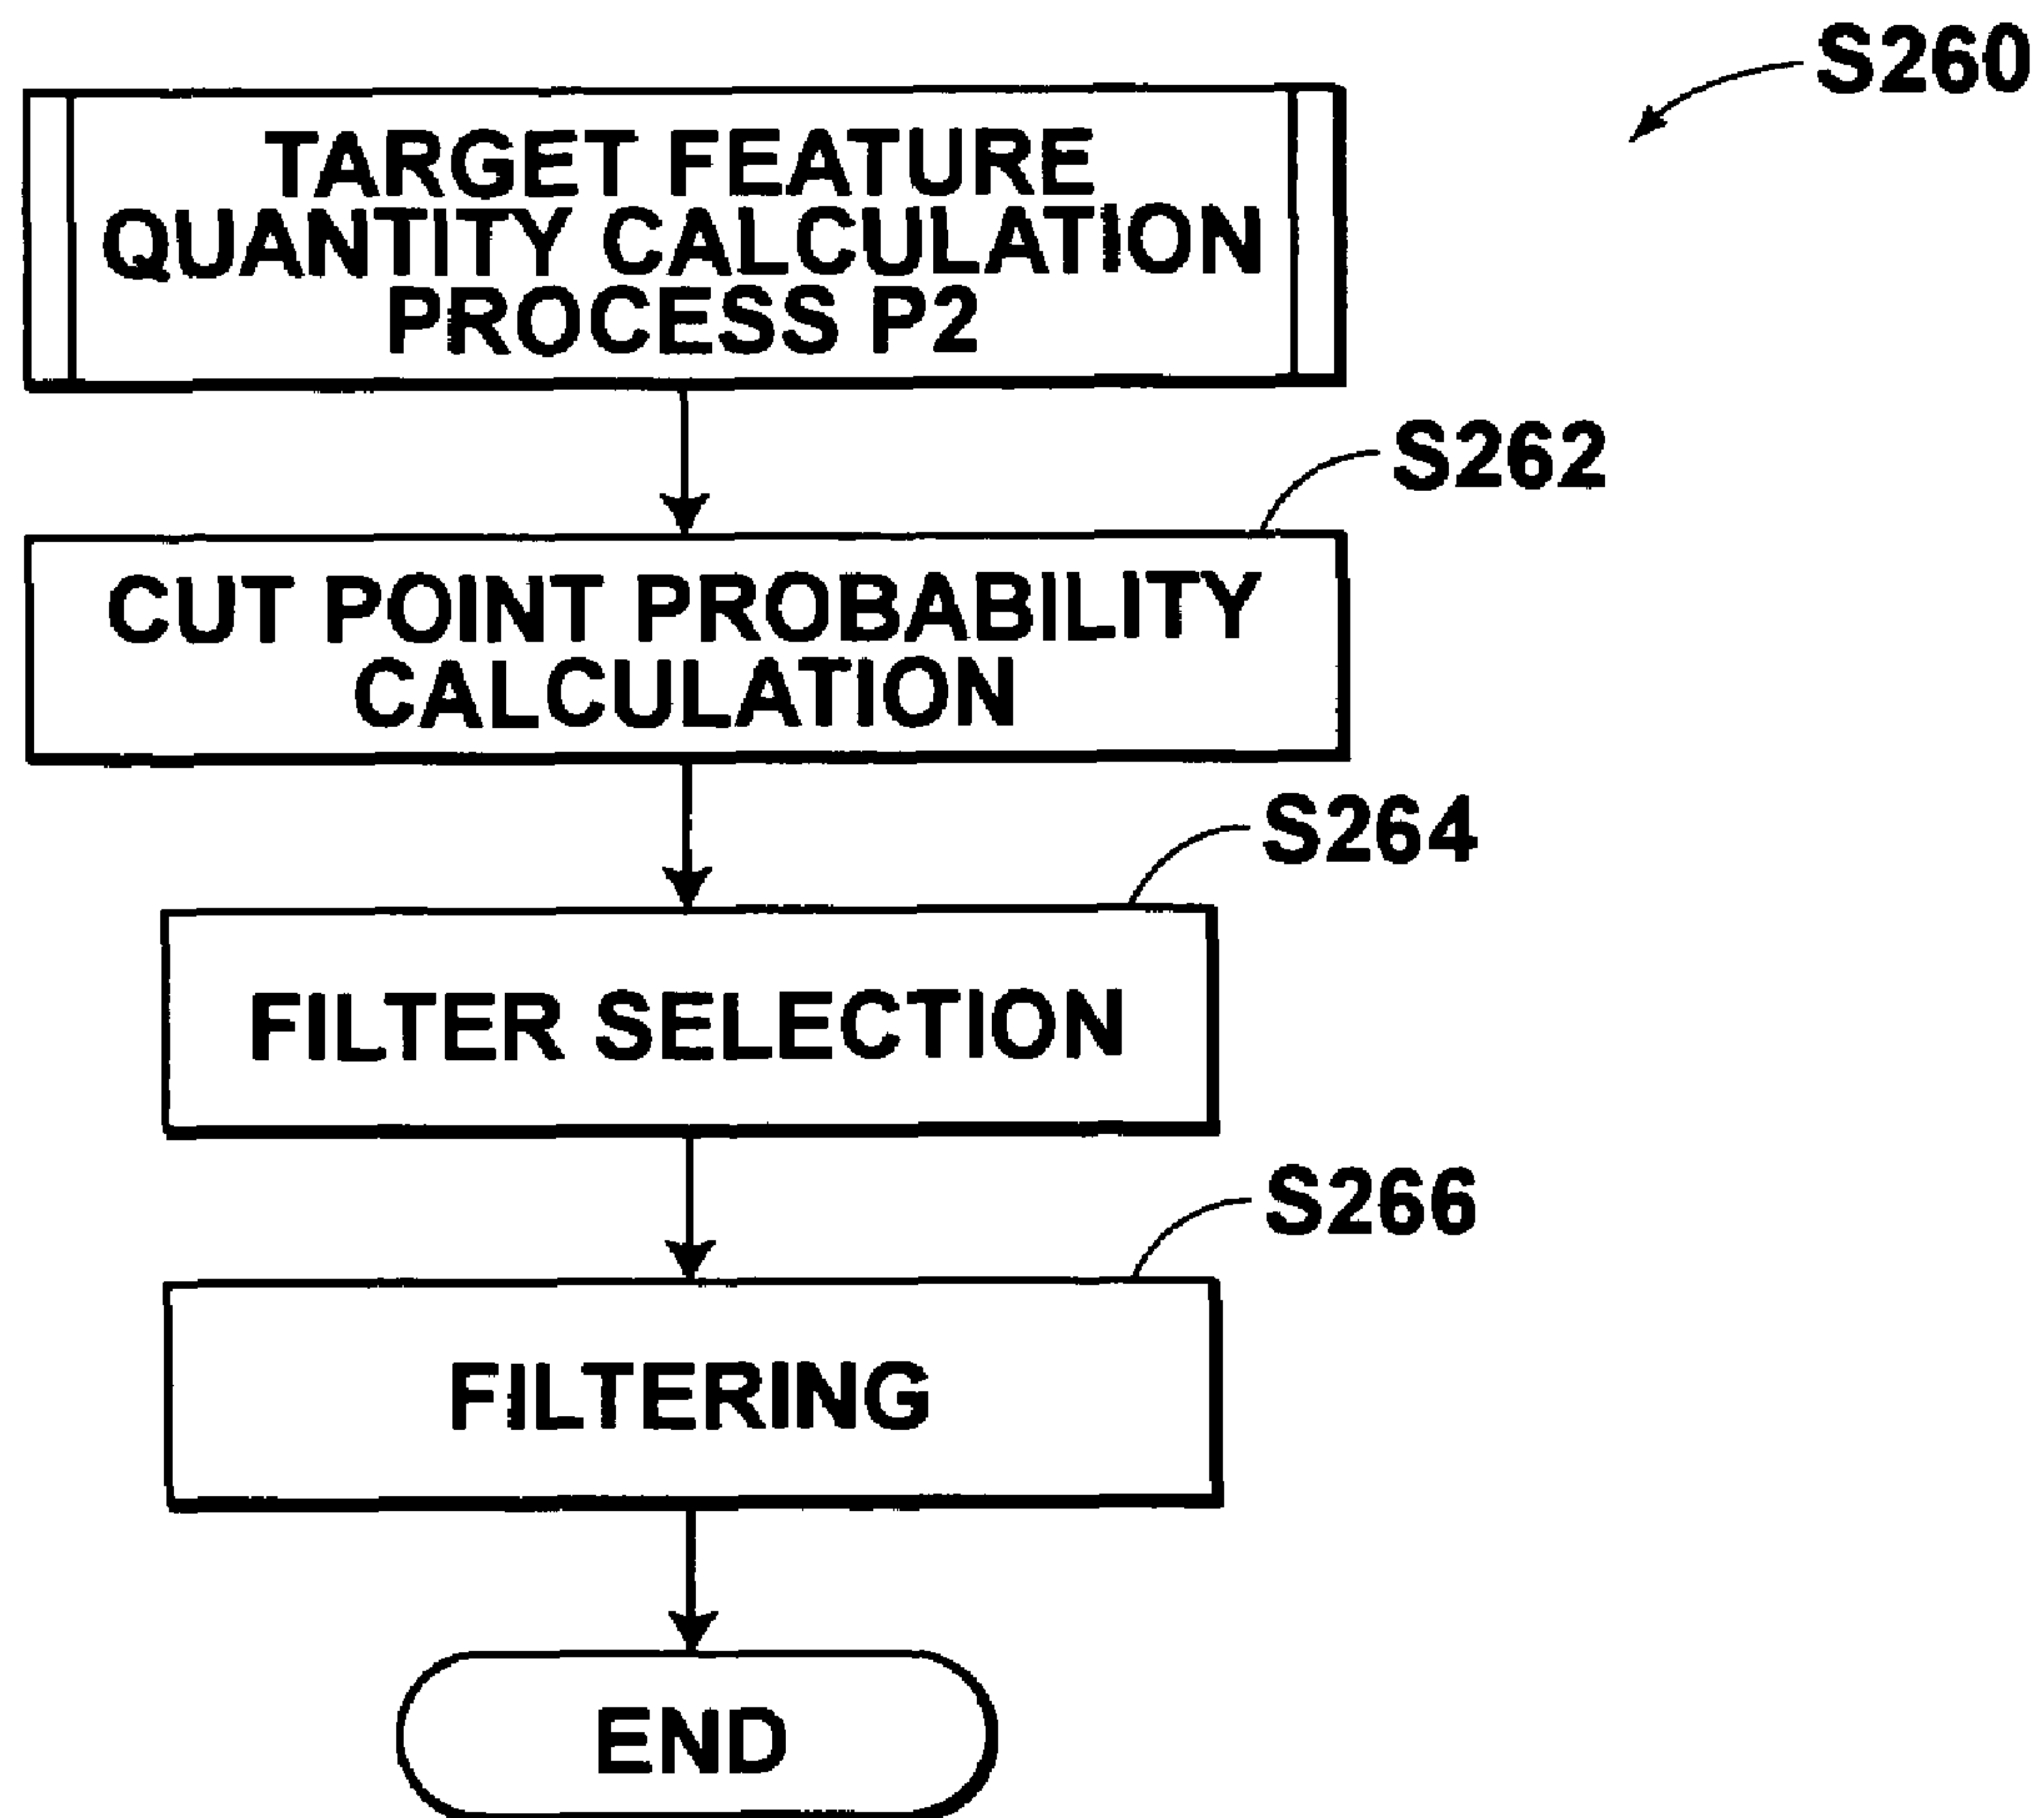 S260
TARGET FEATURE
QUANTITY CALCULATION
PROCESS P2
S262
CUT POINT PROBABILITY
CALCULATION
S264
FILTER SELECTION
S266
FILTERING
END